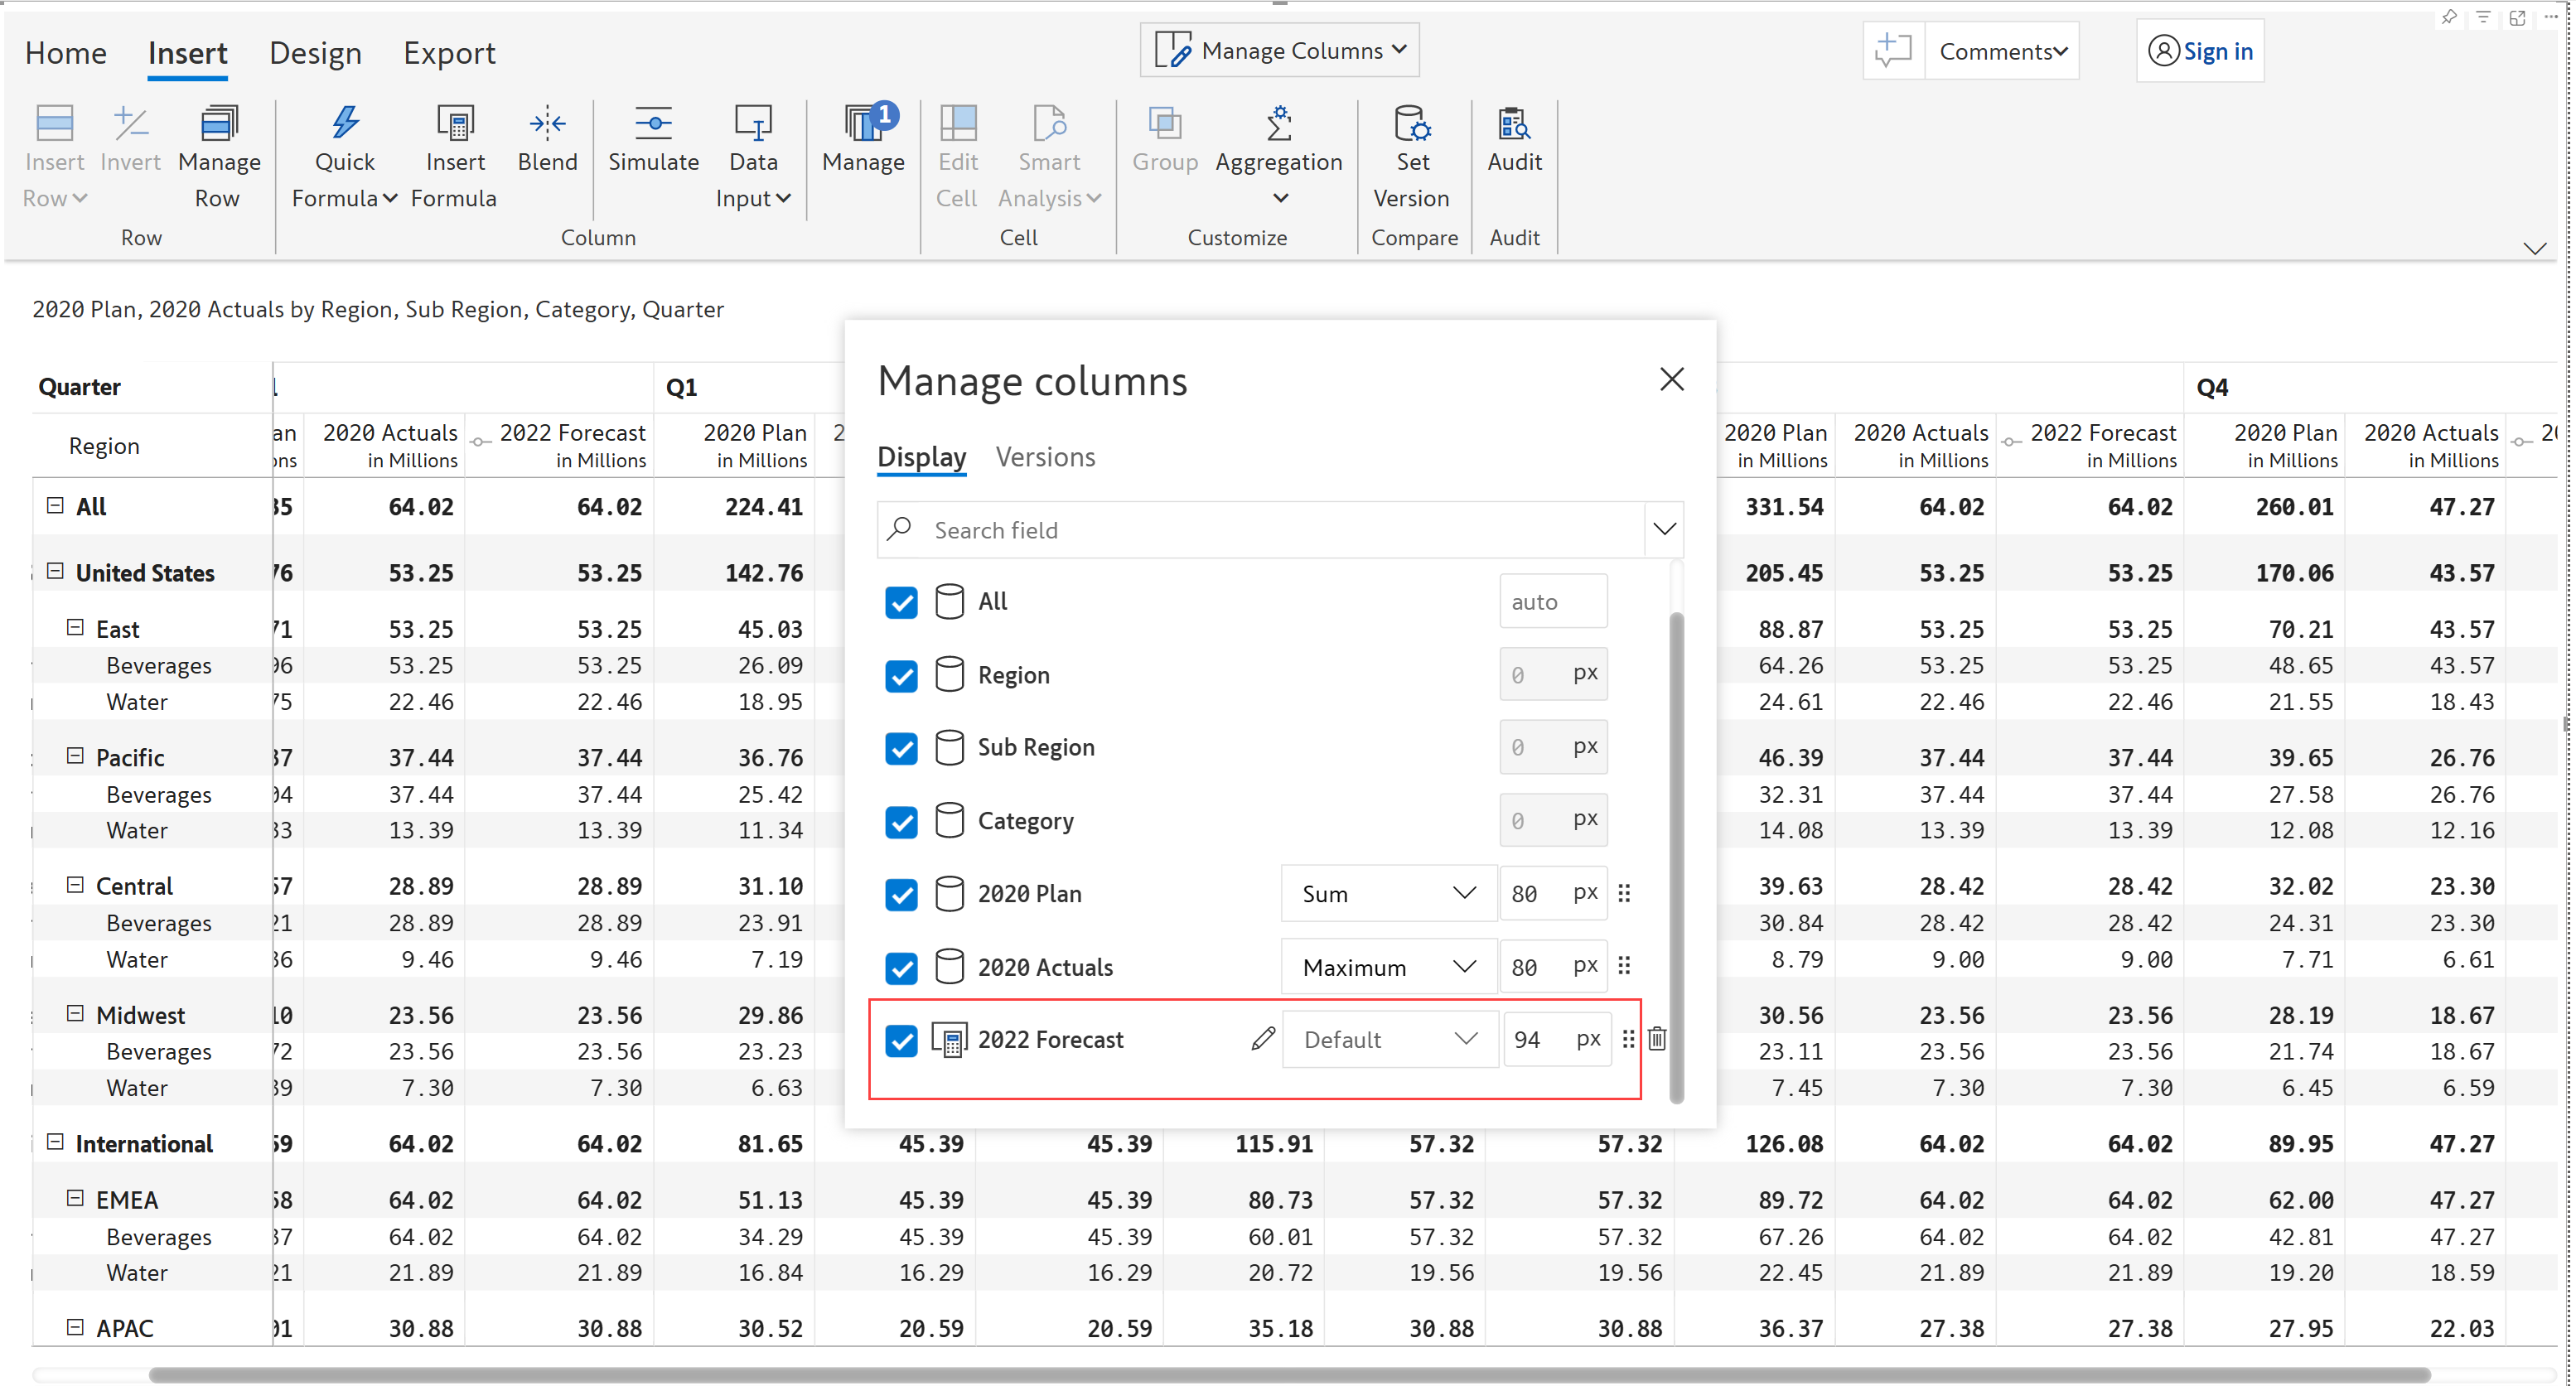 Home Insert Design Export
Manage Columns
Comments
Sign in
Insert Row
Invert
Manage Row
Row
Quick Formula
Insert Formula
Blend
Simulate
Data Input
1
Manage
Column
Edit Cell
Smart Analysis
Cell
Group
Aggregation
Customize
Set Version
Compare
Audit
Audit
2020 Plan, 2020 Actuals by Region, Sub Region, Category, Quarter
Quarter Q1 Q4
Region 2020 Actuals 2022 Forecast 2020 Plan 2020 Plan 2020 Actuals 2022 Forecast 2020 Plan 2020 Actuals
in Millions in Millions in Millions in Millions in Millions in Millions in Millions in Millions
All 64.02 64.02 224.41 331.54 64.02 64.02 260.01 47.27
United States 53.25 53.25 142.76 205.45 53.25 53.25 170.06 43.57
East 53.25 53.25 45.03 88.87 53.25 53.25 70.21 43.57
Beverages 53.25 53.25 26.09 64.26 53.25 53.25 48.65 43.57
Water 22.46 22.46 18.95 24.61 22.46 22.46 21.55 18.43
Pacific 37.44 37.44 36.76 46.39 37.44 37.44 39.65 26.76
Beverages 37.44 37.44 25.42 32.31 37.44 37.44 27.58 26.76
Water 13.39 13.39 11.34 14.08 13.39 13.39 12.08 12.16
Central 28.89 28.89 31.10 39.63 28.42 28.42 32.02 23.30
Beverages 28.89 28.89 23.91 30.84 28.42 28.42 24.31 23.30
Water 9.46 9.46 7.19 8.79 9.00 9.00 7.71 6.61
Midwest 23.56 23.56 29.86 30.56 23.56 23.56 28.19 18.67
Beverages 23.56 23.56 23.23 23.11 23.56 23.56 21.74 18.67
Water 7.30 7.30 6.63 7.45 7.30 7.30 6.45 6.59
International 64.02 64.02 81.65 45.39 45.39 115.91 57.32 57.32 126.08 64.02 64.02 89.95 47.27
EMEA 64.02 64.02 51.13 45.39 45.39 80.73 57.32 57.32 89.72 64.02 64.02 62.00 47.27
Beverages 64.02 64.02 34.29 45.39 45.39 60.01 57.32 57.32 67.26 64.02 64.02 42.81 47.27
Water 21.89 21.89 16.84 16.29 16.29 20.72 19.56 19.56 22.45 21.89 21.89 19.20 18.59
APAC 30.88 30.88 30.52 20.59 20.59 35.18 30.88 30.88 36.37 27.38 27.38 27.95 22.03
Manage columns
Display Versions
Search field
All auto
Region 0 px
Sub Region 0 px
Category 0 px
2020 Plan Sum 80 px
2020 Actuals Maximum 80 px
2022 Forecast Default 94 px